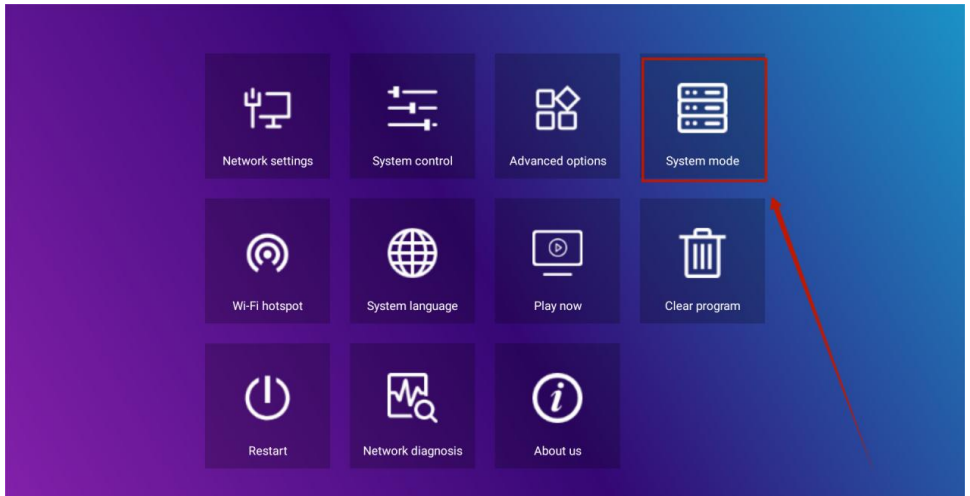 Network settings
System control
Advanced options
System mode
Wi-Fi hotspot
System language
Play now
Clear program
Restart
Network diagnosis
About us